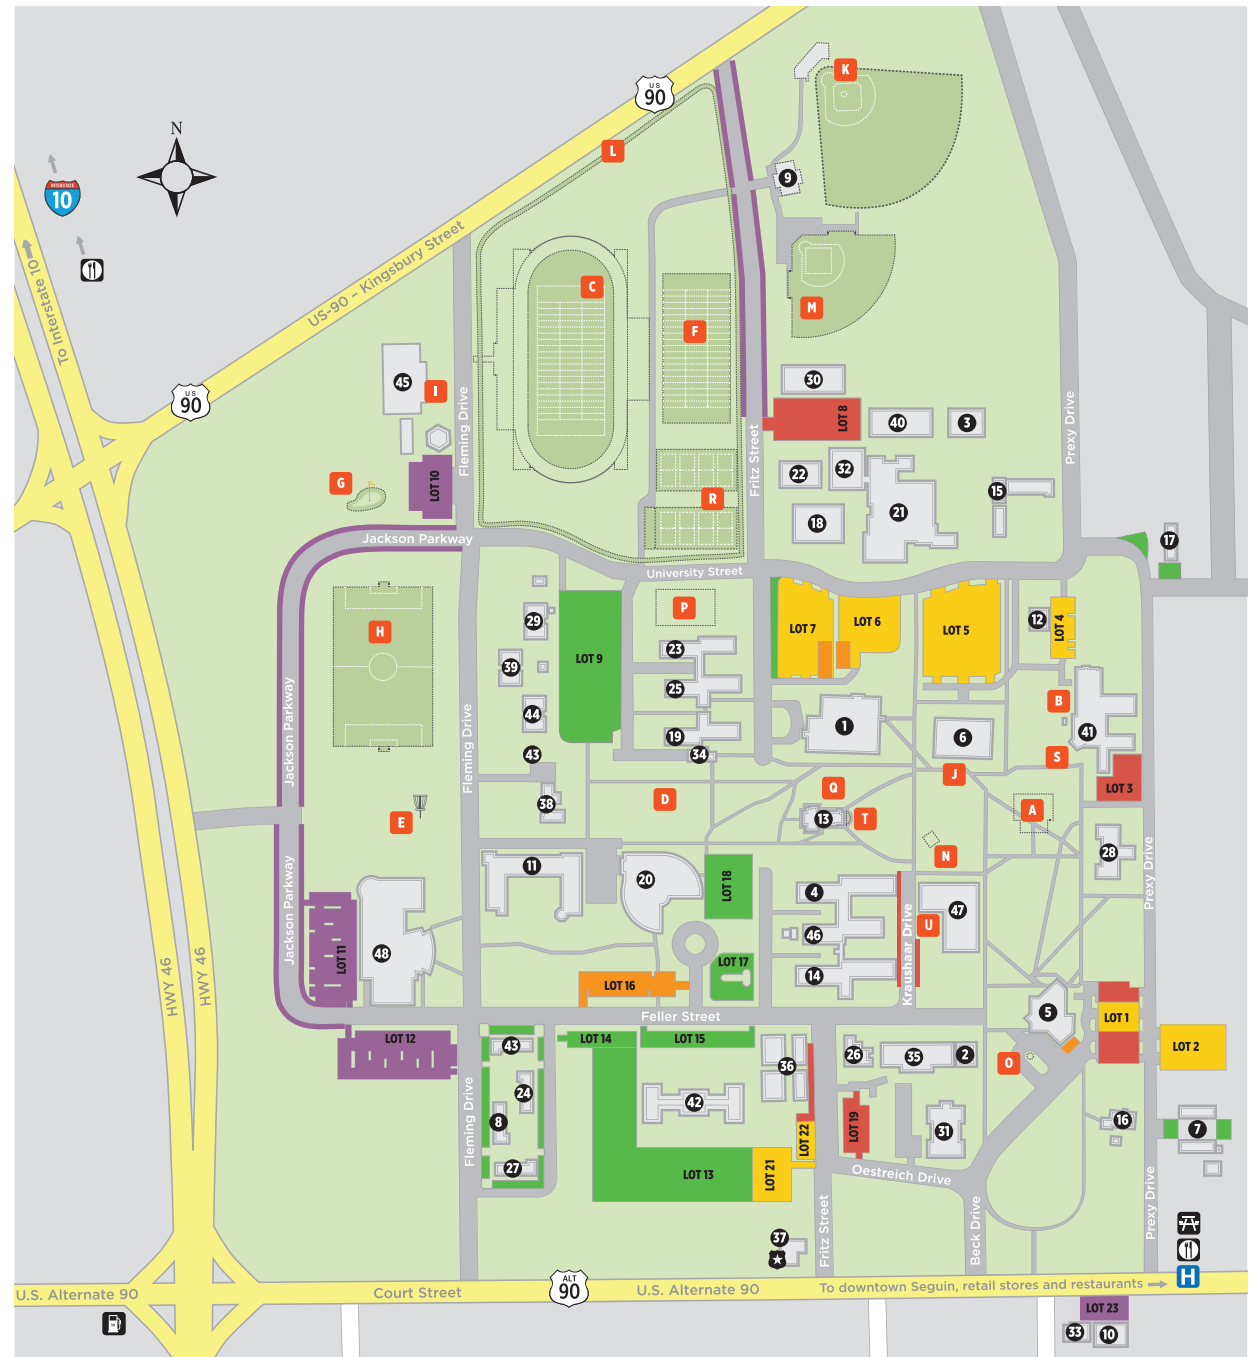 K
US
90
L
N
INTERSTATE
10
9
To Interstate 10
US-90 - Kingsbury Street
C
M
F
30
45
I
US
90
Fleming Drive
LOT 8
40
3
Prexy Drive
Fritz Street
22
32
LOT 10
G
R
15
18
21
Jackson Parkway
17
University Street
P
29
H
LOT 7
LOT 6
LOT 5
12
LOT 4
23
LOT 9
39
25
B
44
1
19
41
6
34
43
S
Jackson Parkway
Fleming Drive
J
LOT 3
Q
38
D
E
13
T
A
N
28
11
20
LOT 18
4
Prexy Drive
Jackson Parkway
47
U
46
48
LOT 11
LOT 17
Kraushaar Drive
14
HWY 46
HWY 46
LOT 16
5
Feller Street
LOT 1
LOT 12
43
LOT 14
LOT 15
LOT 2
26
35
2
O
36
24
42
8
Fleming Drive
LOT 22
LOT 19
31
16
7
27
LOT 13
LOT 21
Oestreich Drive
Prexy Drive
Fritz Street
Beck Drive
37
H
U.S. Alternate 90
Court Street
ALT
90
U.S. Alternate 90
To downtown Seguin, retail stores and restaurants
LOT 23
33
10